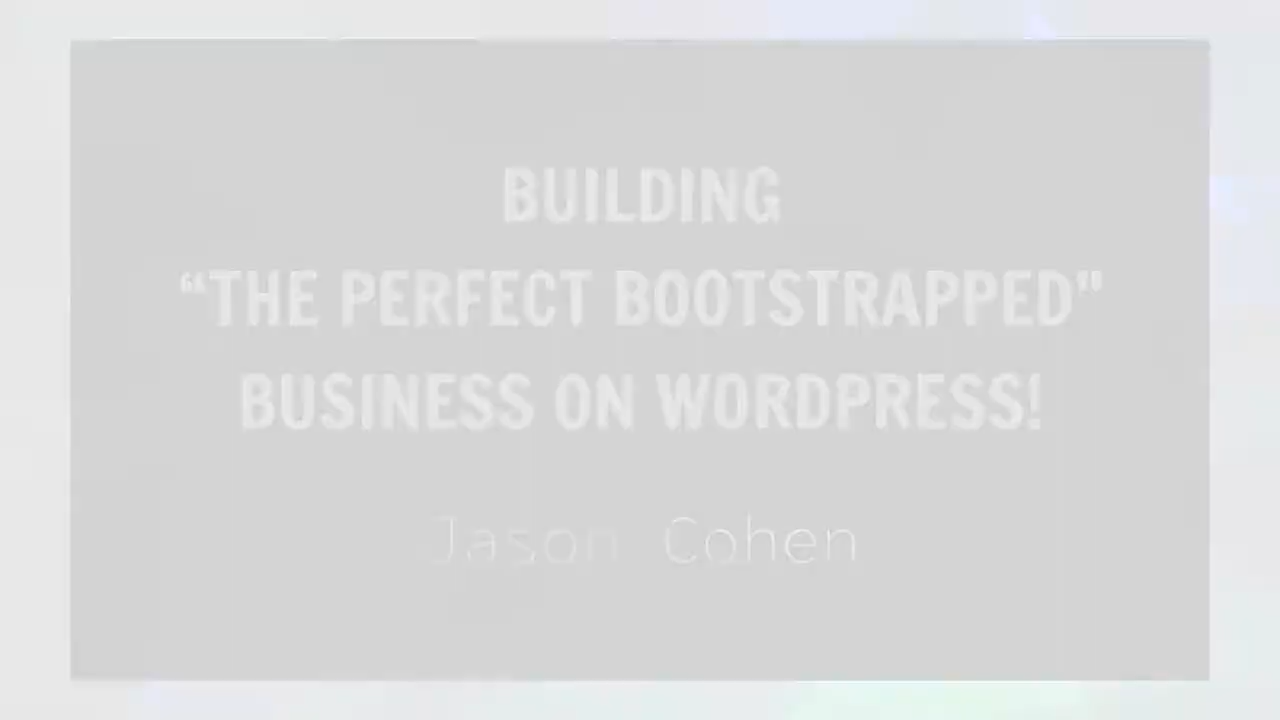 BUILDING
“THE PERFECT BOOTSTRAPPED"
BUSINESS ON WORDPRESS!
Jason Cohen